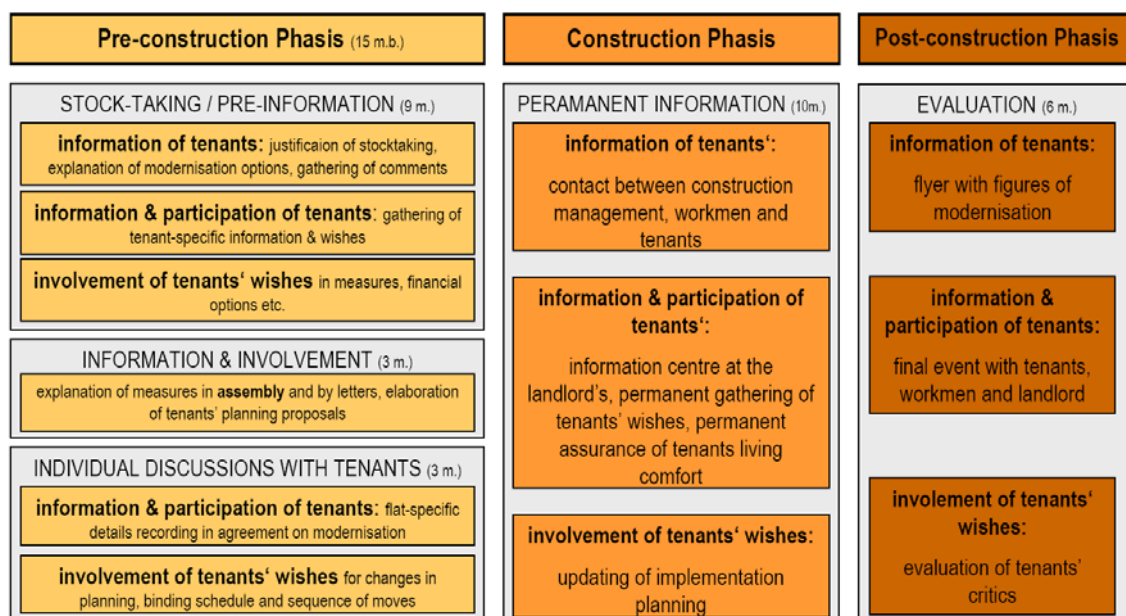 Pre-construction Phasis (15 m.b.)
STOCK-TAKING / PRE-INFORMATION (9 m.)
information of tenants: justificaion of stocktaking,
explanation of modernisation options, gathering of comments
information & participation of tenants: gathering of
tenant-specific information & wishes
involvement of tenants‘ wishes in measures, financial
options etc.
INFORMATION & INVOLVEMENT (3 m.)
explanation of measures in assembly and by letters, elaboration
of tenants’ planning proposals
INDIVIDUAL DISCUSSIONS WITH TENANTS (3 m.)
information & participation of tenants: flat-specific
details recording in agreement on modernisation
involvement of tenants‘ wishes for changes in
planning, binding schedule and sequence of moves
Construction Phasis
PERAMANENT INFORMATION (10m.)
information of tenants‘:
contact between construction
management, workmen and
tenants
information & participation of
tenants‘:
information centre at the
landlord’s, permanent gathering of
tenants’ wishes, permanent
assurance of tenants living
comfort
involvement of tenants‘ wishes:
updating of implementation
planning
Post-construction Phasis
EVALUATION (6 m.)
information of tenants:
flyer with figures of
modernisation
information &
participation of tenants:
final event with tenants,
workmen and landlord
involement of tenants‘
wishes:
evaluation of tenants’
critics